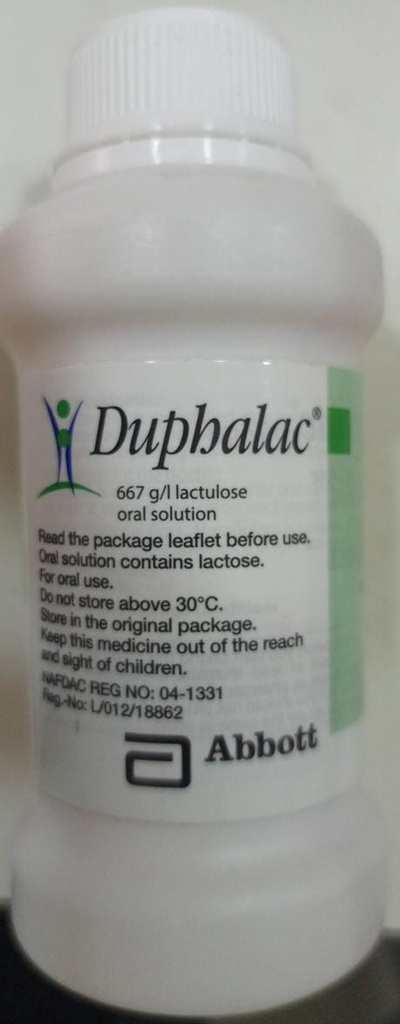 Duphalac®
667 g/l lactulose
oral solution
Read the package leaflet before use.
Oral solution contains lactose.
For oral use.
Do not store above 30°C.
Store in the original package.
Keep this medicine out of the reach
and sight of children.
NAFDAC REG NO: 04-1331
Reg.-No: L/012/18862
Abbott